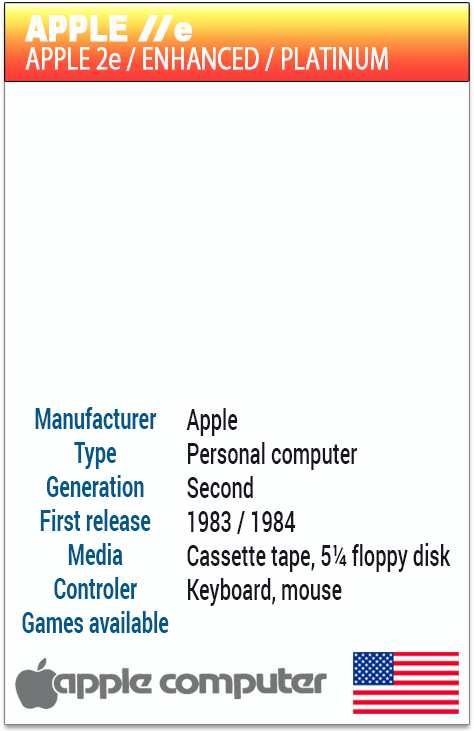 APPLE //e
APPLE 2e / ENHANCED / PLATINUM
Manufacturer Apple
Type Personal computer
Generation Second
First release 1983 / 1984
Media Cassette tape, 5¼ floppy disk
Controler Keyboard, mouse
Games available
apple computer